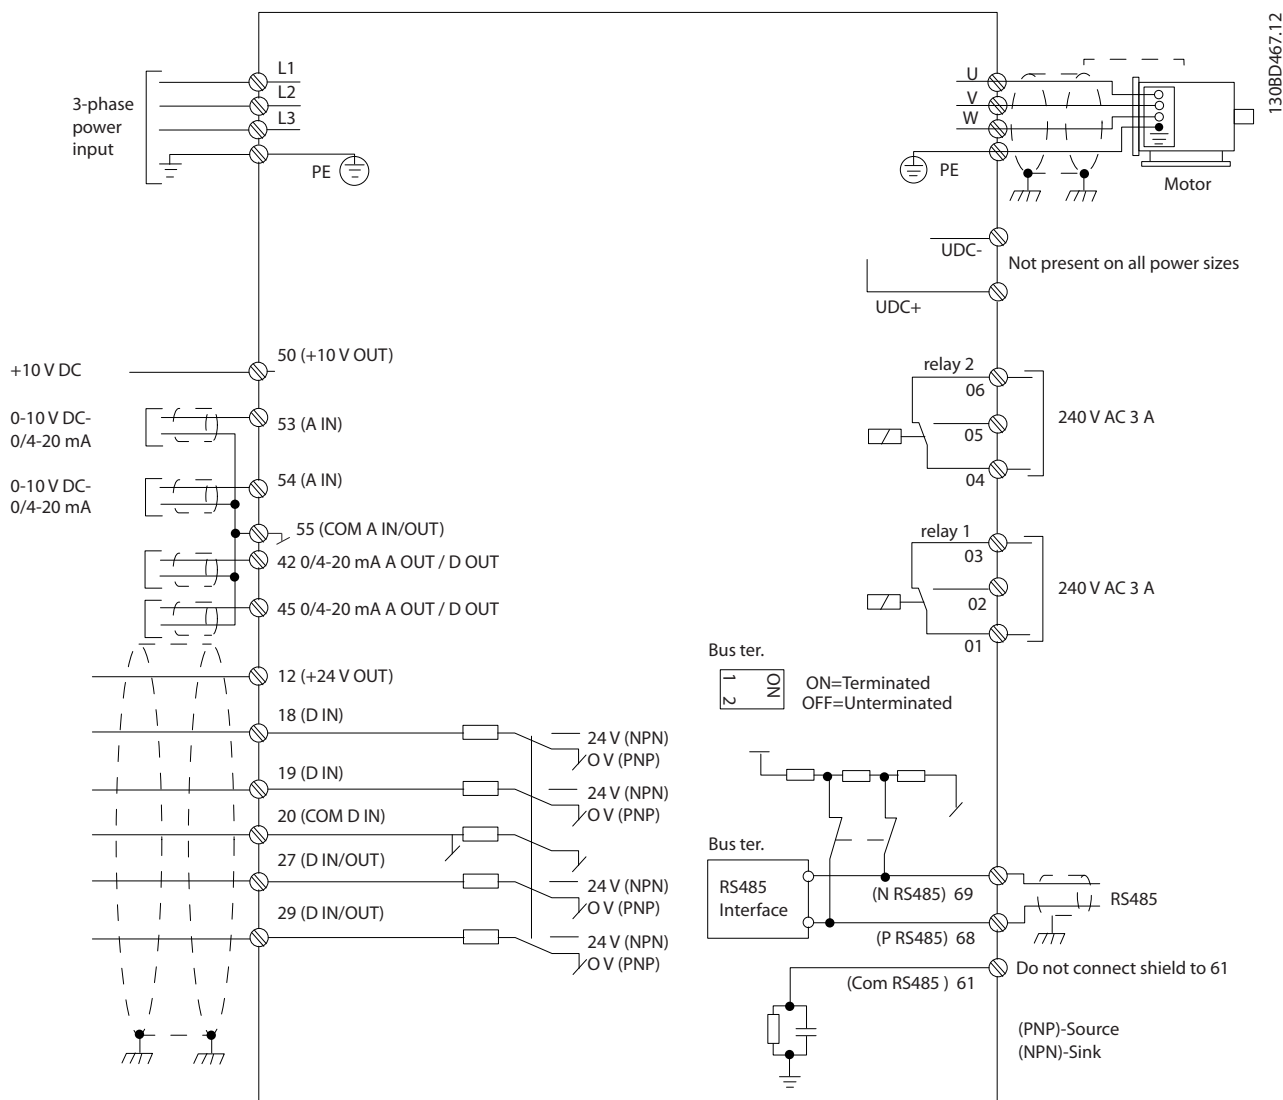 130BD467.12
3-phase
power
input
L1
L2
L3
PE
U
V
W
PE
Motor
UDC-
Not present on all power sizes
UDC+
+10 V DC
50 (+10 V OUT)
0-10 V DC-
0/4-20 mA
53 (A IN)
0-10 V DC-
0/4-20 mA
54 (A IN)
55 (COM A IN/OUT)
42 0/4-20 mA A OUT / D OUT
45 0/4-20 mA A OUT / D OUT
12 (+24 V OUT)
18 (D IN)
24 V (NPN)
O V (PNP)
19 (D IN)
24 V (NPN)
O V (PNP)
20 (COM D IN)
27 (D IN/OUT)
24 V (NPN)
O V (PNP)
29 (D IN/OUT)
24 V (NPN)
O V (PNP)
relay 2
06
05
04
240 V AC 3 A
relay 1
03
02
01
240 V AC 3 A
Bus ter.
1
2
ON
ON=Terminated
OFF=Unterminated
Bus ter.
RS485
Interface
(N RS485) 69
RS485
(P RS485) 68
(Com RS485 ) 61
Do not connect shield to 61
(PNP)-Source
(NPN)-Sink